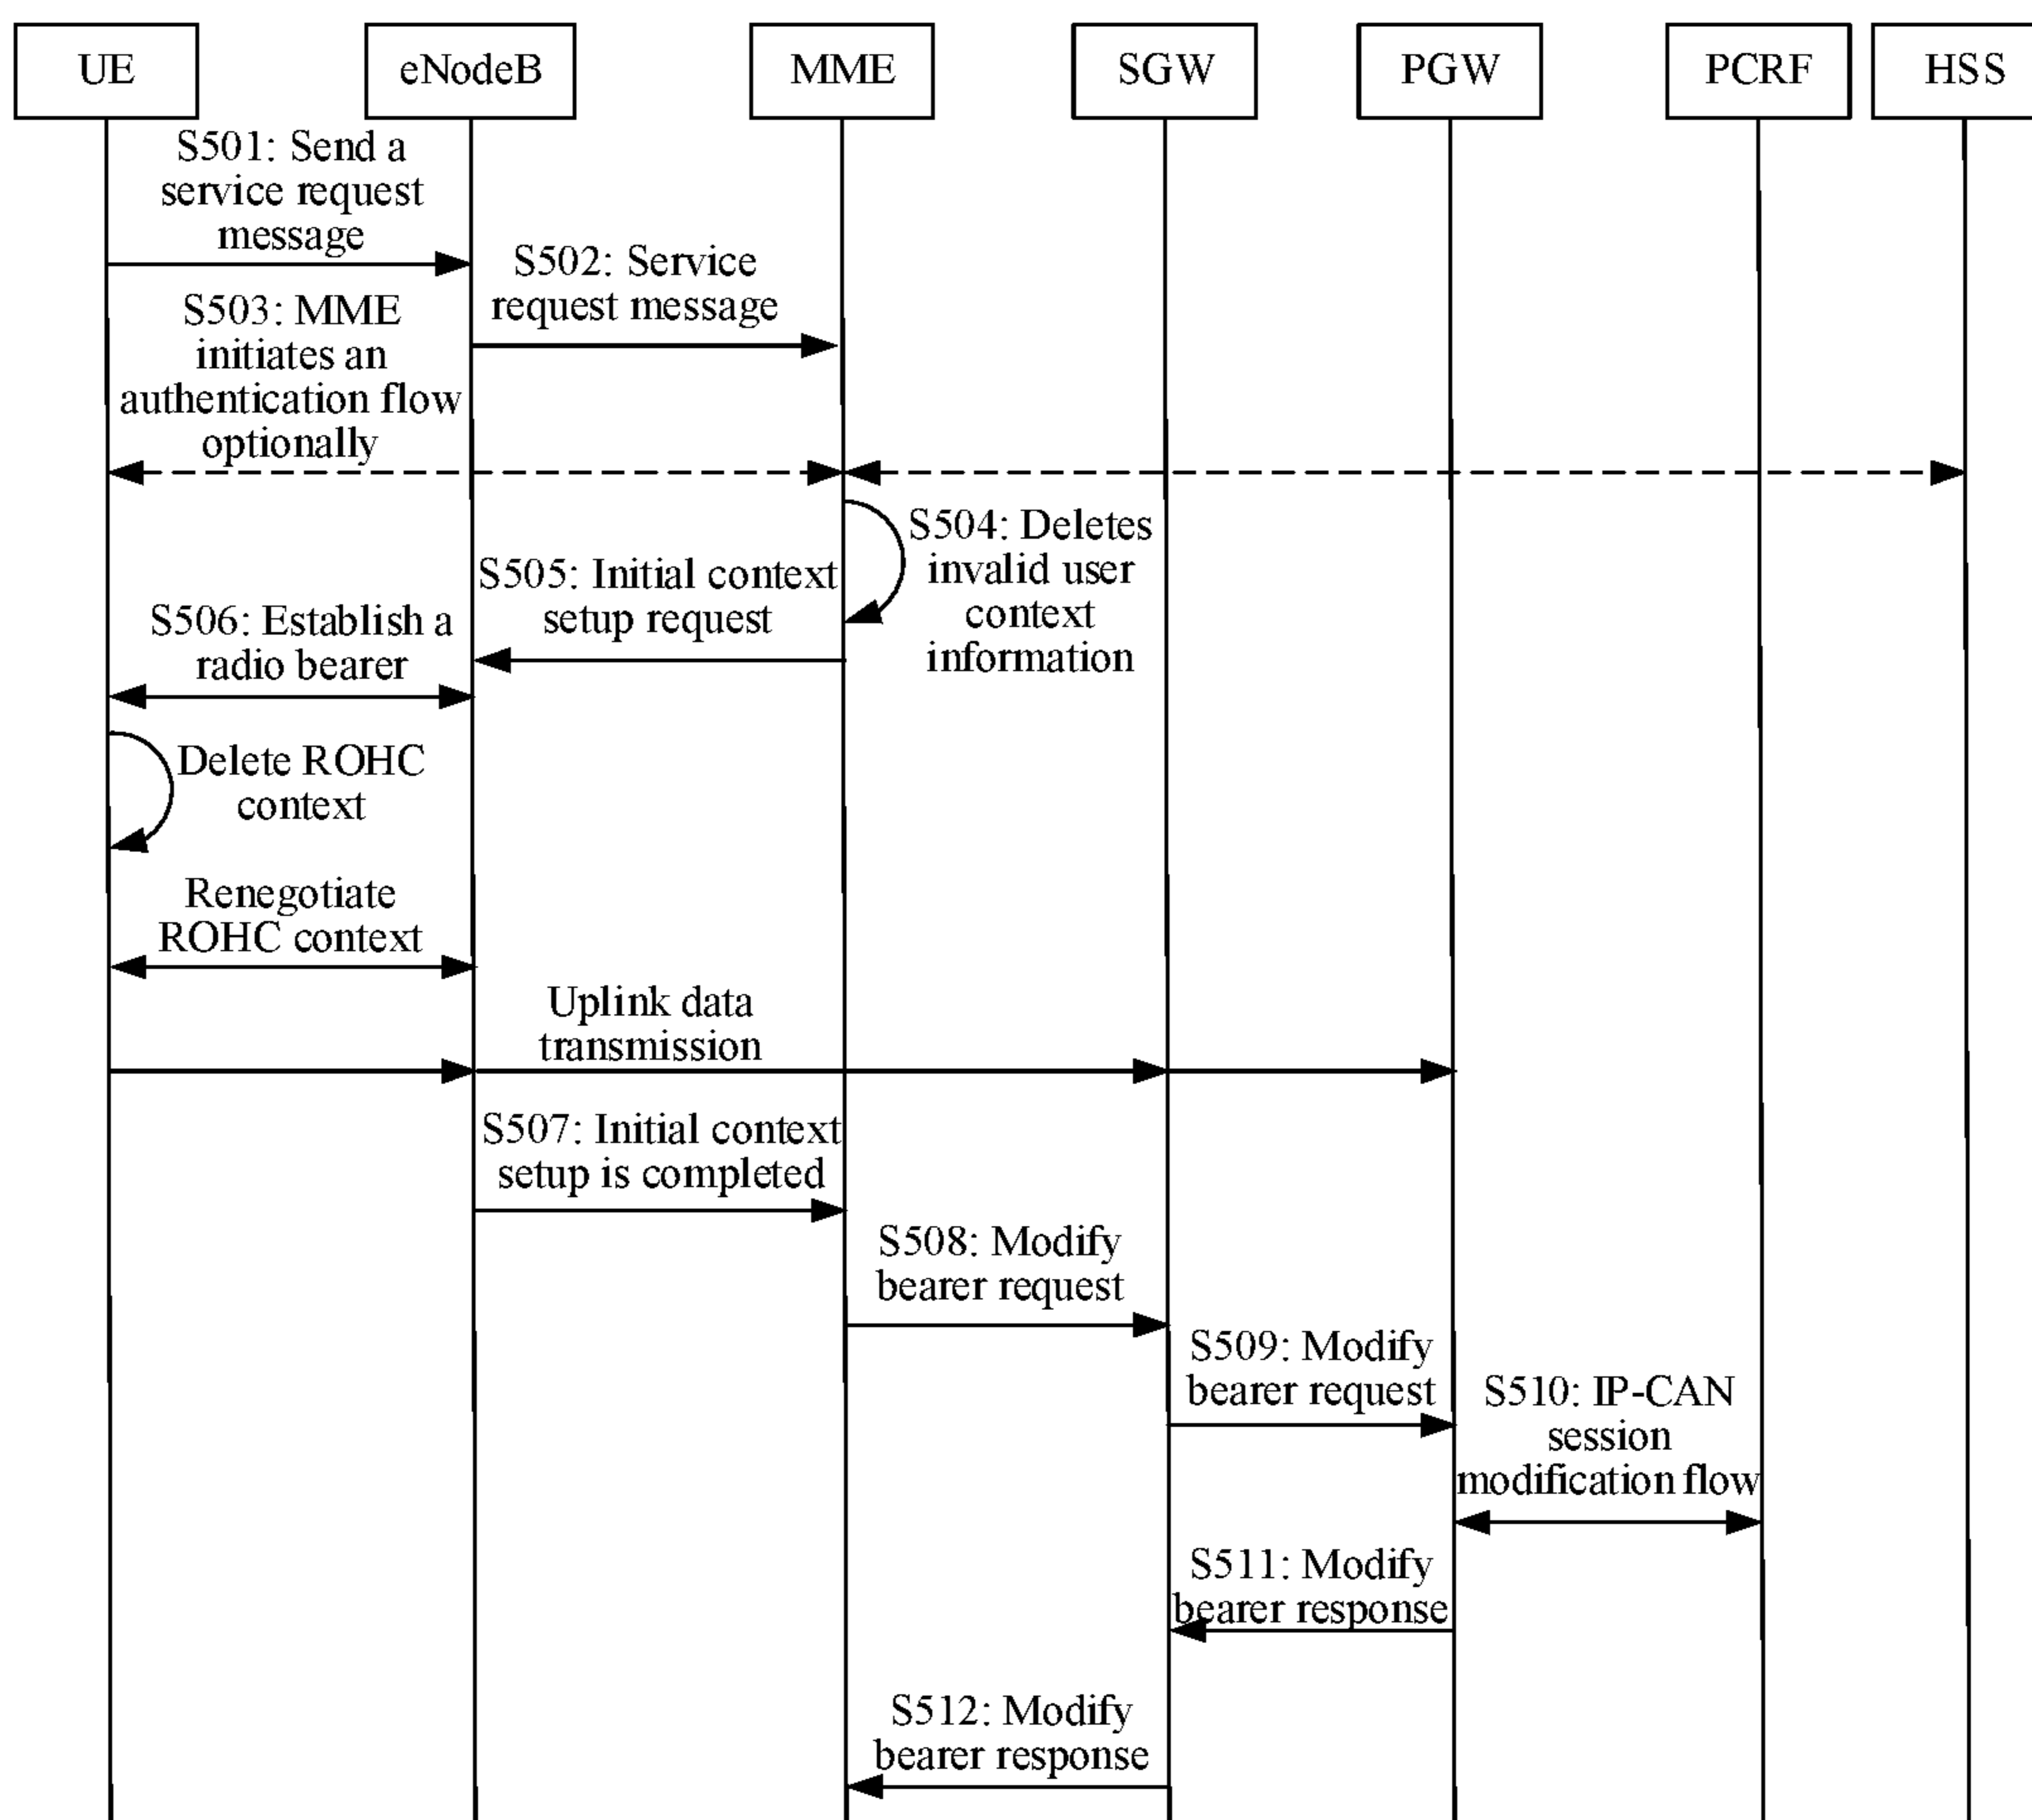 UE
eNodeB
MME
SGW
PGW
PCRF
HSS
S501: Send a
service request
message
S502: Service
request message
S503: MME
initiates an
authentication flow
optionally
S504: Deletes
invalid user
context
information
S505: Initial context
setup request
S506: Establish a
radio bearer
Delete ROHC
context
Renegotiate
ROHC context
Uplink data
transmission
S507: Initial context
setup is completed
S508: Modify
bearer request
S509: Modify
bearer request
S510: IP-CAN
session
modification flow
S511: Modify
bearer response
S512: Modify
bearer response